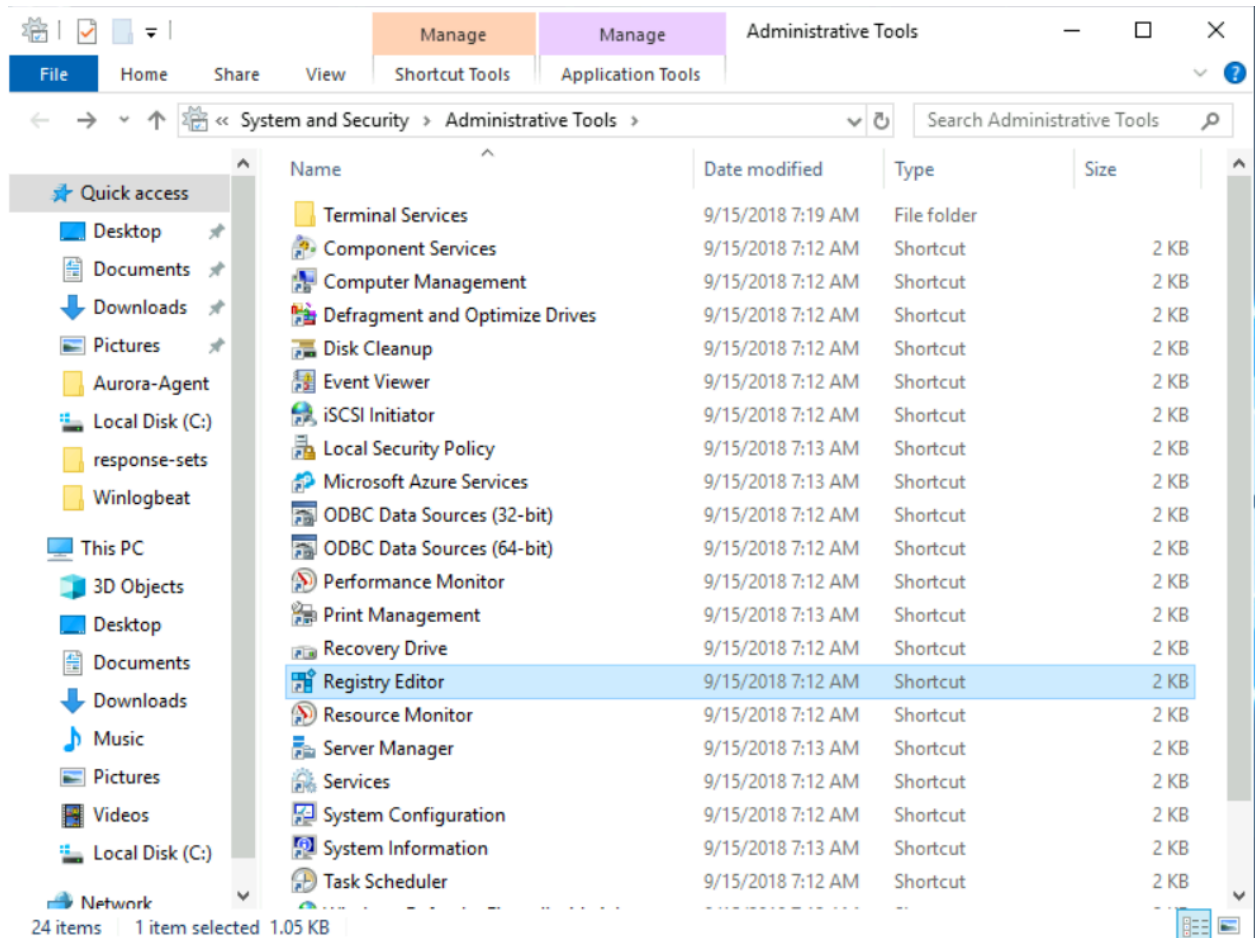 Manage Manage Administrative Tools
File Home Share View Shortcut Tools Application Tools
« System and Security > Administrative Tools > Search Administrative Tools
Name Date modified Type Size
Quick access
Desktop
Documents
Downloads
Pictures
Aurora-Agent
Local Disk (C:)
response-sets
Winlogbeat
This PC
3D Objects
Desktop
Documents
Downloads
Music
Pictures
Videos
Local Disk (C:)
Network
Terminal Services 9/15/2018 7:19 AM File folder
Component Services 9/15/2018 7:12 AM Shortcut 2 KB
Computer Management 9/15/2018 7:12 AM Shortcut 2 KB
Defragment and Optimize Drives 9/15/2018 7:12 AM Shortcut 2 KB
Disk Cleanup 9/15/2018 7:12 AM Shortcut 2 KB
Event Viewer 9/15/2018 7:12 AM Shortcut 2 KB
iSCSI Initiator 9/15/2018 7:12 AM Shortcut 2 KB
Local Security Policy 9/15/2018 7:13 AM Shortcut 2 KB
Microsoft Azure Services 9/15/2018 7:13 AM Shortcut 2 KB
ODBC Data Sources (32-bit) 9/15/2018 7:12 AM Shortcut 2 KB
ODBC Data Sources (64-bit) 9/15/2018 7:12 AM Shortcut 2 KB
Performance Monitor 9/15/2018 7:12 AM Shortcut 2 KB
Print Management 9/15/2018 7:13 AM Shortcut 2 KB
Recovery Drive 9/15/2018 7:12 AM Shortcut 2 KB
Registry Editor 9/15/2018 7:12 AM Shortcut 2 KB
Resource Monitor 9/15/2018 7:12 AM Shortcut 2 KB
Server Manager 9/15/2018 7:13 AM Shortcut 2 KB
Services 9/15/2018 7:12 AM Shortcut 2 KB
System Configuration 9/15/2018 7:12 AM Shortcut 2 KB
System Information 9/15/2018 7:13 AM Shortcut 2 KB
Task Scheduler 9/15/2018 7:12 AM Shortcut 2 KB
24 items 1 item selected 1.05 KB